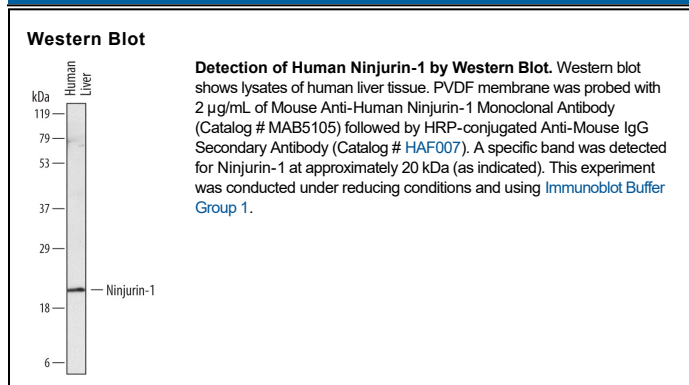 Western Blot
Human
Liver
kDa
119
79
53
37
29
18
6
Ninjurin-1
Detection of Human Ninjurin-1 by Western Blot. Western blot
shows lysates of human liver tissue. PVDF membrane was probed with
2 µg/mL of Mouse Anti-Human Ninjurin-1 Monoclonal Antibody
(Catalog # MAB5105) followed by HRP-conjugated Anti-Mouse IgG
Secondary Antibody (Catalog # HAF007). A specific band was detected
for Ninjurin-1 at approximately 20 kDa (as indicated). This experiment
was conducted under reducing conditions and using Immunoblot Buffer
Group 1.